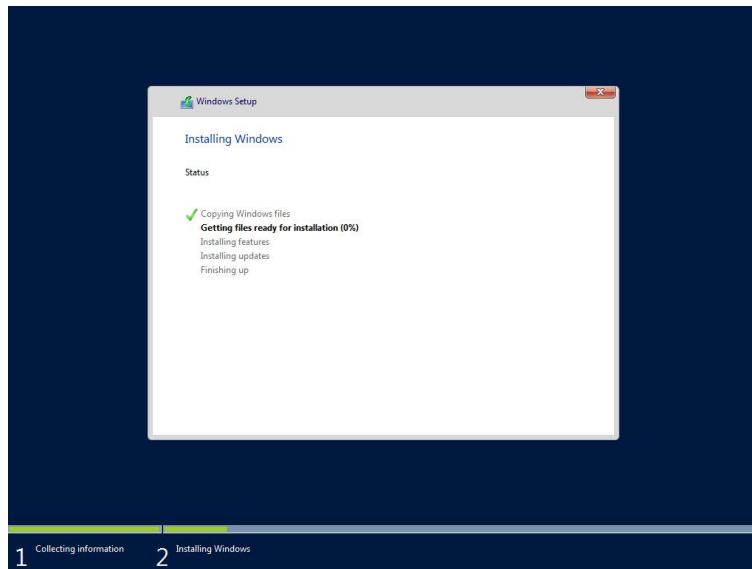 Windows Setup
Installing Windows
Status
Copying Windows files
Getting files ready for installation (0%)
Installing features
Installing updates
Finishing up
1 Collecting information
2 Installing Windows